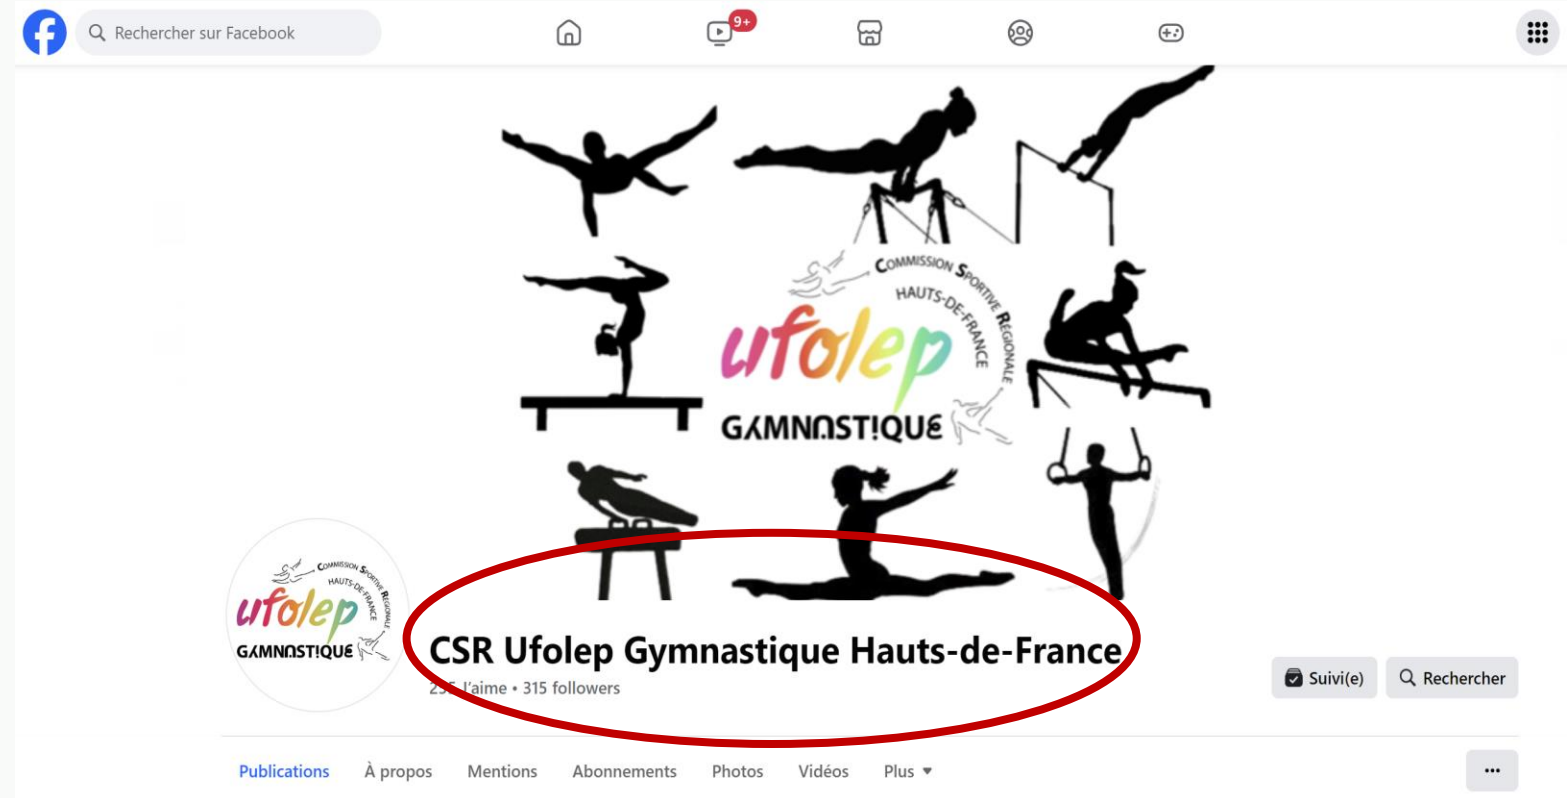 Rechercher sur Facebook
9+
COMMISSION SPORTIVE RÉGIONALE
HAUTS-DE-FRANCE
ufolep
GYMNASTIQUE
COMMISSION SPORTIVE RÉGIONALE
HAUTS-DE-FRANCE
ufolep
GYMNASTIQUE
CSR Ufolep Gymnastique Hauts-de-France
J'aime • 315 followers
Suivi(e)
Rechercher
Publications À propos Mentions Abonnements Photos Vidéos Plus